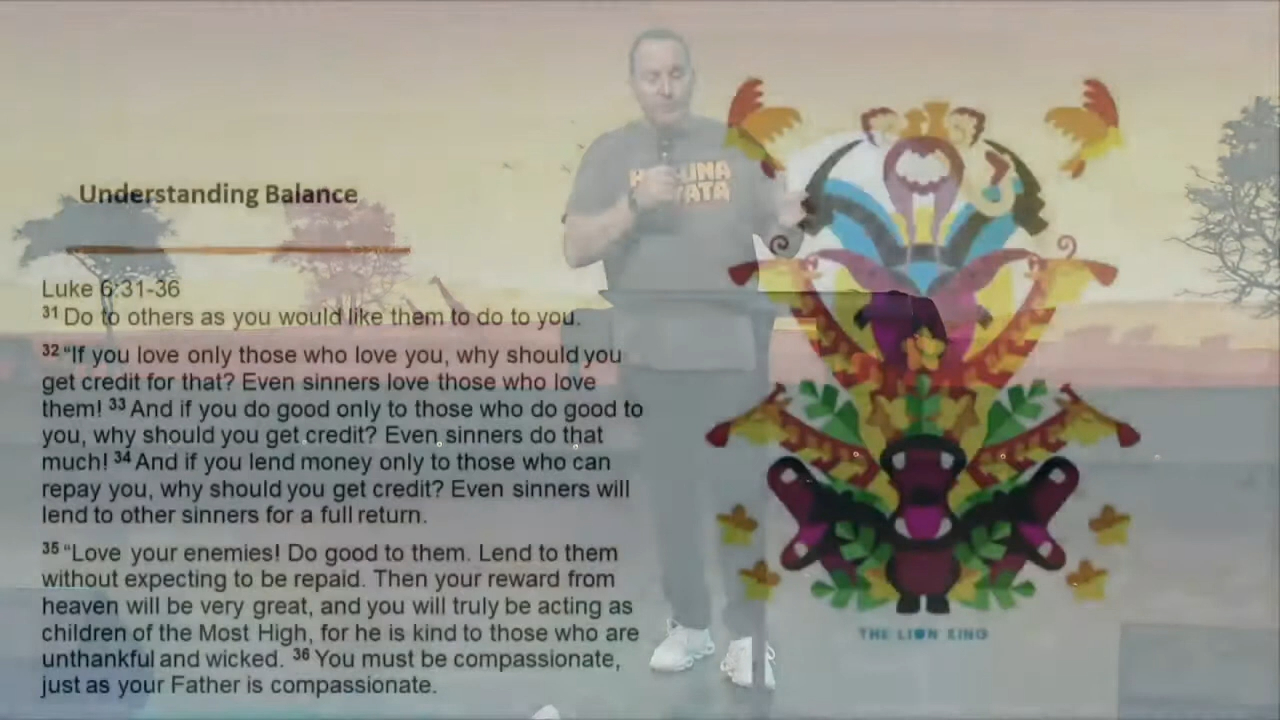 HAKUNA
MATATA
Understanding Balance
Luke 6:31-36
31 Do to others as you would like them to do to you.
32 “If you love only those who love you, why should you
get credit for that? Even sinners love those who love
them! 33 And if you do good only to those who do good to
you, why should you get credit? Even sinners do that
much! 34 And if you lend money only to those who can
repay you, why should you get credit? Even sinners will
lend to other sinners for a full return.
35 “Love your enemies! Do good to them. Lend to them
without expecting to be repaid. Then your reward from
heaven will be very great, and you will truly be acting as
children of the Most High, for he is kind to those who are
unthankful and wicked. 36 You must be compassionate,
just as your Father is compassionate.
THE LION KING